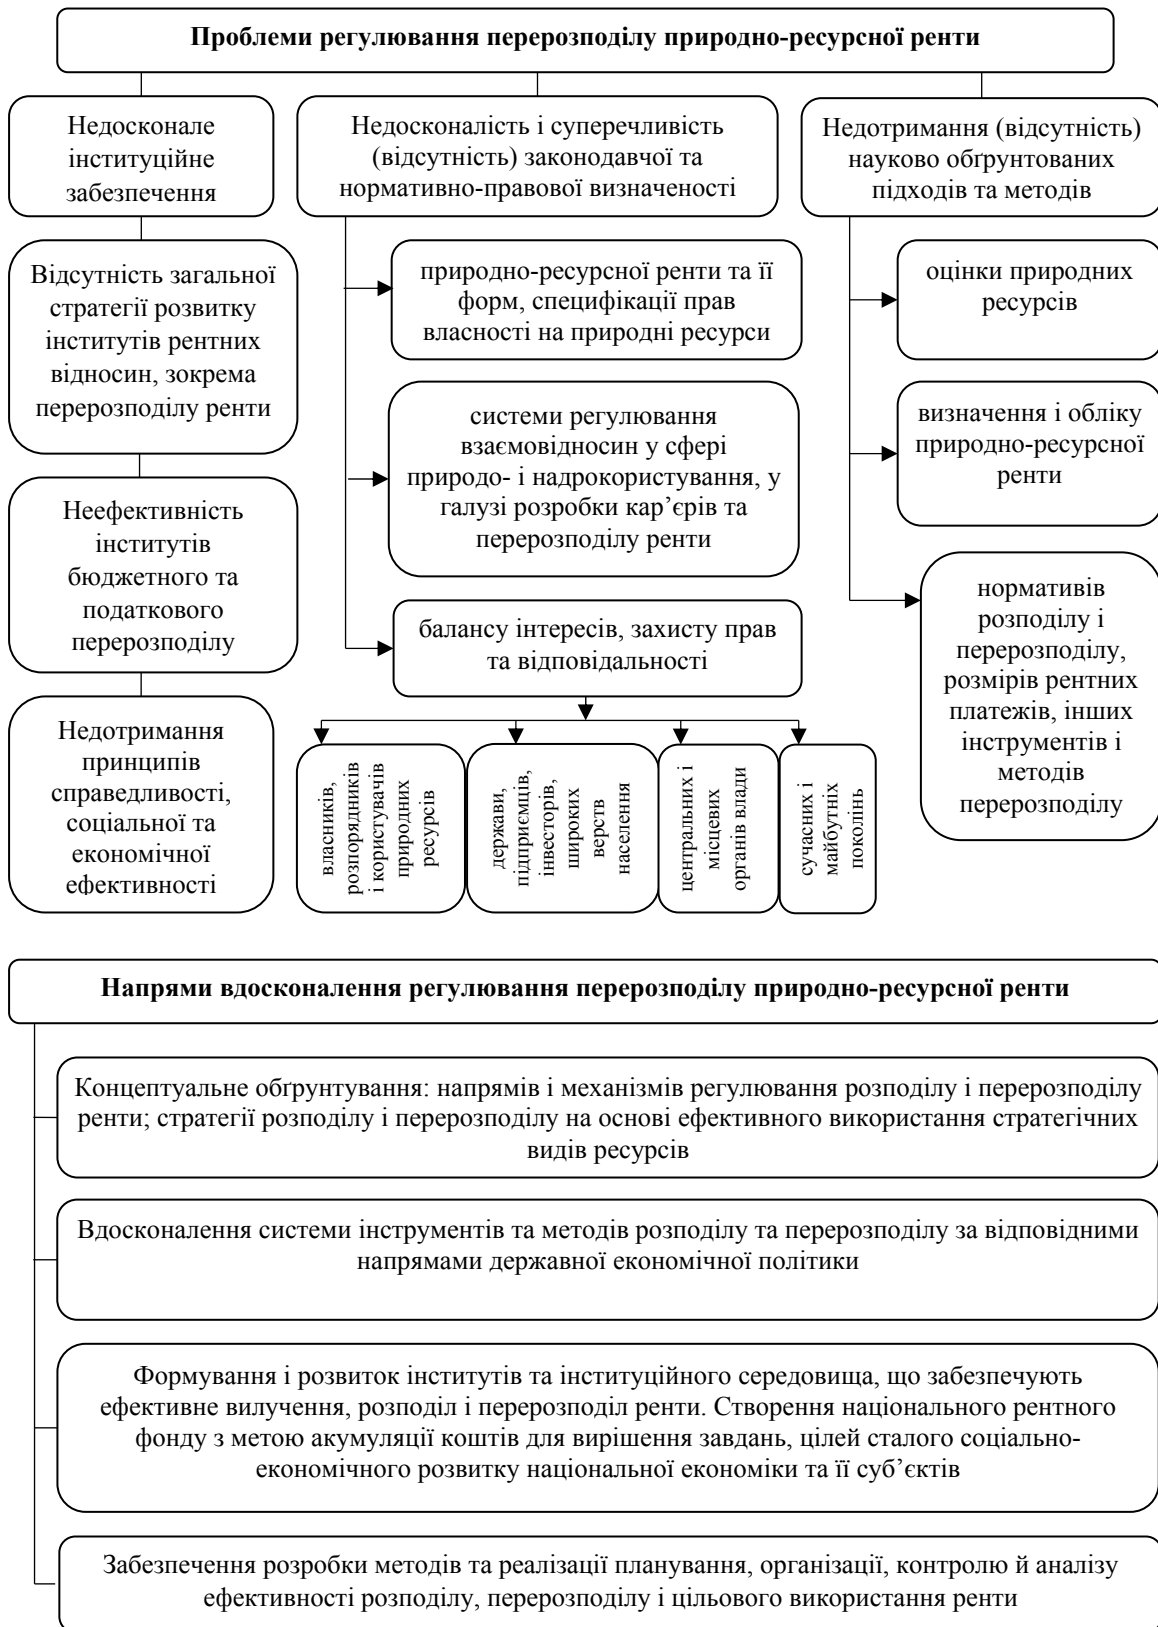 Проблеми регулювання перерозподілу природно-ресурсної ренти
Недосконале
інституційне
забезпечення
Недосконалість і суперечливість
(відсутність) законодавчої та
нормативно-правової визначеності
Недотримання (відсутність)
науково обґрунтованих
підходів та методів
Відсутність загальної
стратегії розвитку
інститутів рентних
відносин, зокрема
перерозподілу ренти
Неефективність
інститутів
бюджетного та
податкового
перерозподілу
Недотримання
принципів
справедливості,
соціальної та
економічної
ефективності
природно-ресурсної ренти та її
форм, специфікації прав
власності на природні ресурси
системи регулювання
взаємовідносин у сфері
природо- і надрокористування, у
галузі розробки кар’єрів та
перерозподілу ренти
балансу інтересів, захисту прав
та відповідальності
власників,
розпорядників
і користувачів
природних
ресурсів
держави,
підприємців,
інвесторів,
широких
верств
населення
центральних і
місцевих
органів влади
сучасних і
майбутніх
поколінь
оцінки природних
ресурсів
визначення і обліку
природно-ресурсної
ренти
нормативів
розподілу і
перерозподілу,
розмірів рентних
платежів, інших
інструментів і
методів
перерозподілу
Напрями вдосконалення регулювання перерозподілу природно-ресурсної ренти
Концептуальне обґрунтування: напрямів і механізмів регулювання розподілу і перерозподілу
ренти; стратегії розподілу і перерозподілу на основі ефективного використання стратегічних
видів ресурсів
Вдосконалення системи інструментів та методів розподілу та перерозподілу за відповідними
напрямами державної економічної політики
Формування і розвиток інститутів та інституційного середовища, що забезпечують
ефективне вилучення, розподіл і перерозподіл ренти. Створення національного рентного
фонду з метою акумуляції коштів для вирішення завдань, цілей сталого соціально-
економічного розвитку національної економіки та її суб’єктів
Забезпечення розробки методів та реалізації планування, організації, контролю й аналізу
ефективності розподілу, перерозподілу і цільового використання ренти